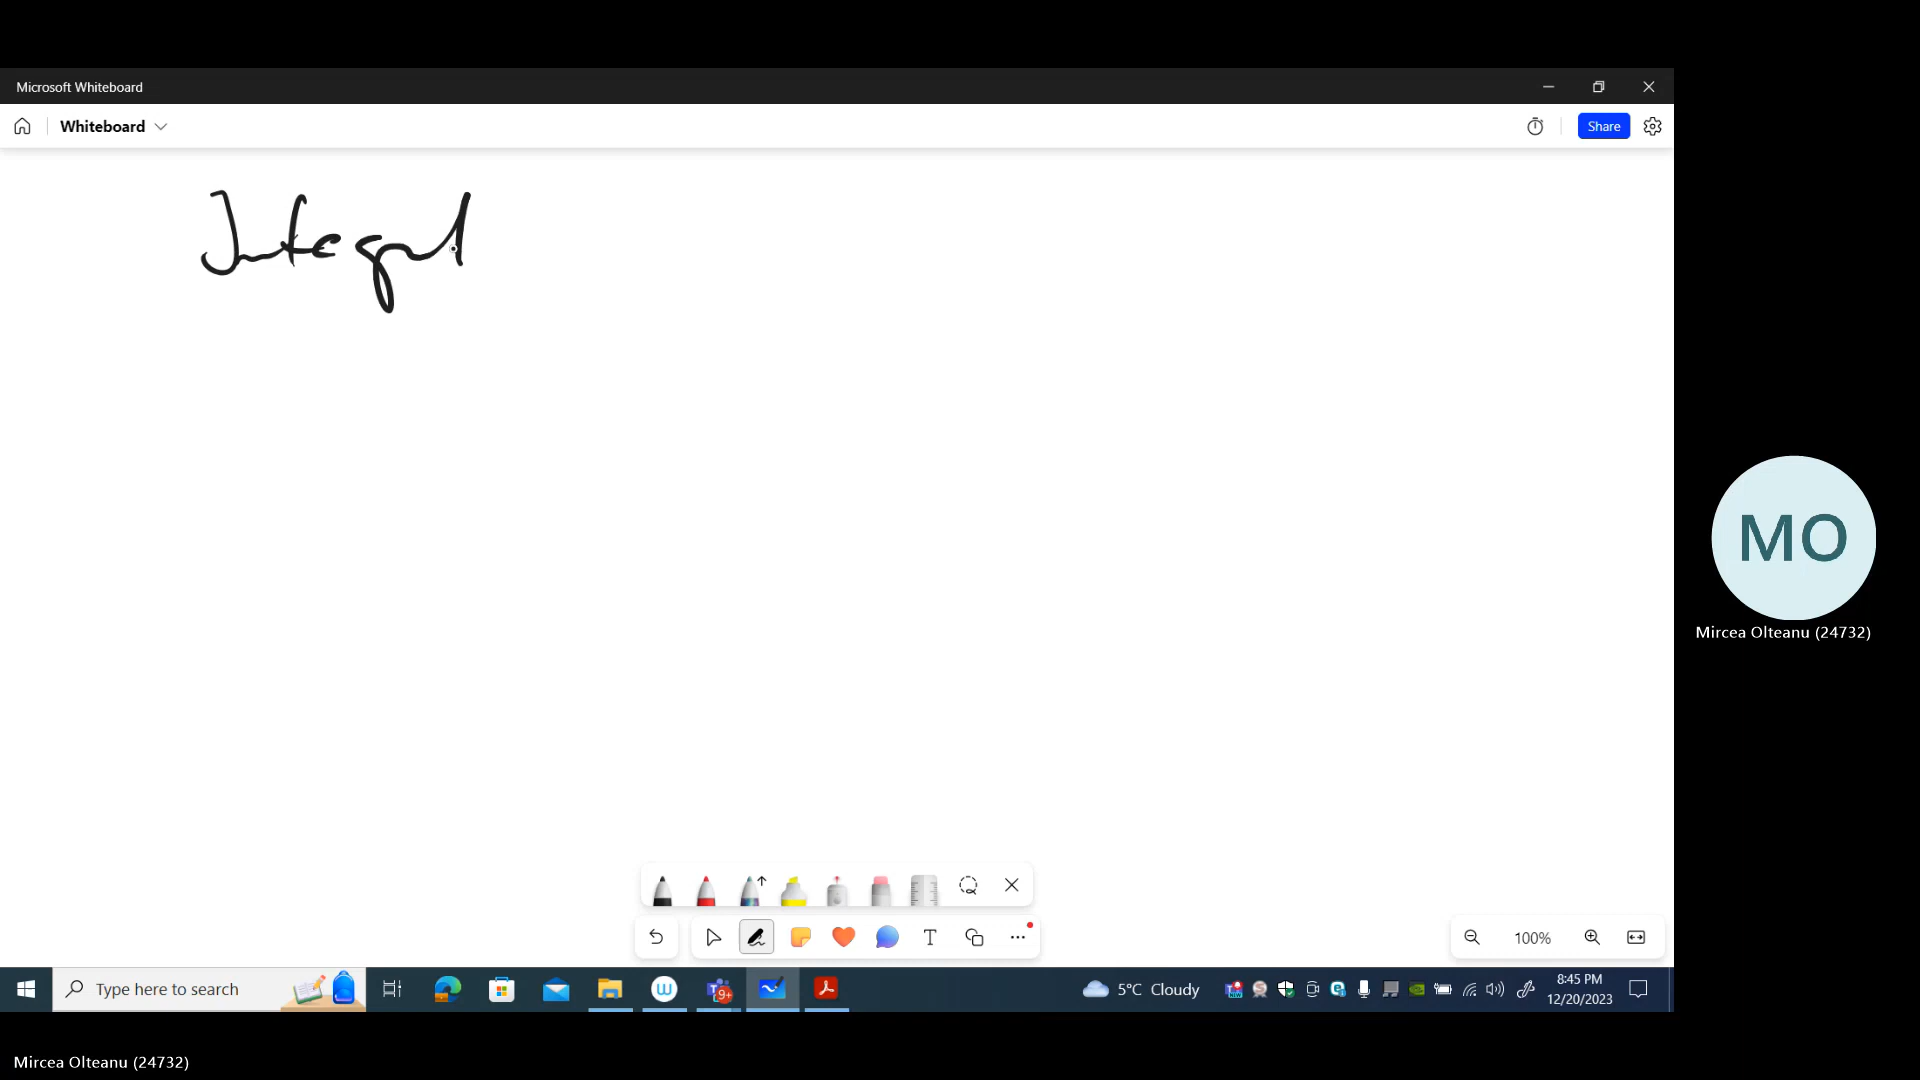 Microsoft Whiteboard
Whiteboard
Share
Integral
MO
Mircea Olteanu (24732)
T
100%
Type here to search
9+
5°C Cloudy
8:45 PM
12/20/2023
Mircea Olteanu (24732)